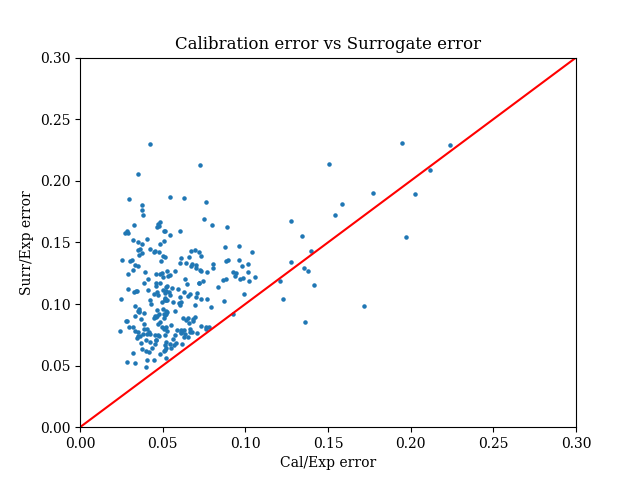 Calibration error vs Surrogate error
0.30
0.25
0.20
0.15
0.10
0.05
0.00
Surr/Exp error
0.00 0.05 0.10 0.15 0.20 0.25 0.30
Cal/Exp error